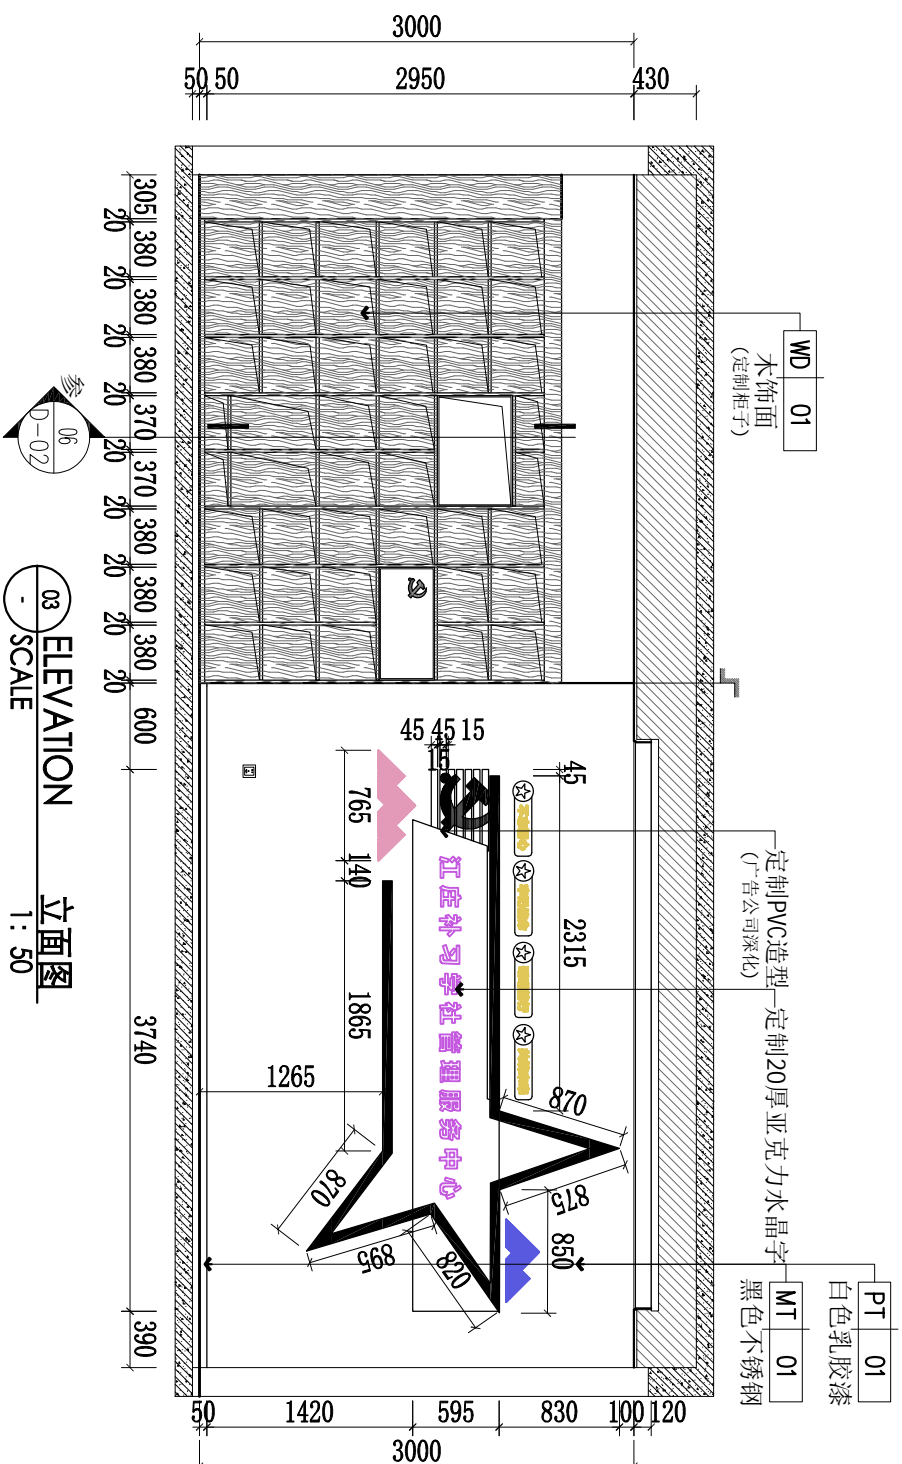 WD 01
木饰面
(定制柜子)
定制PVC造型
(广告公司深化)
定制20厚亚克力水晶字
PT 01
白色乳胶漆
MT 01
黑色不锈钢
430
2950
50
50
3000
120
100
830
595
1420
50
3000
45
2315
870
875
850
45 45 15
15
江庄补习学社管理服务中心
765
140
1865
1265
870
895
870
305 20 380 20 380 20 380 20 370 20 370 20 380 20 380 20 380 20 600 3740 390
参
06
D-02
03
-
ELEVATION 立面图
SCALE 1: 50